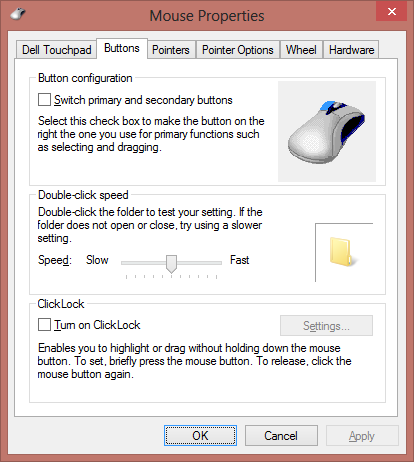 Mouse Properties
Dell Touchpad Buttons Pointers Pointer Options Wheel Hardware
Button configuration
Switch primary and secondary buttons
Select this check box to make the button on the
right the one you use for primary functions such
as selecting and dragging.
Double-click speed
Double-click the folder to test your setting. If the
folder does not open or close, try using a slower
setting.
Speed: Slow Fast
ClickLock
Turn on ClickLock Settings...
Enables you to highlight or drag without holding down the mouse
button. To set, briefly press the mouse button. To release, click the
mouse button again.
OK Cancel Apply